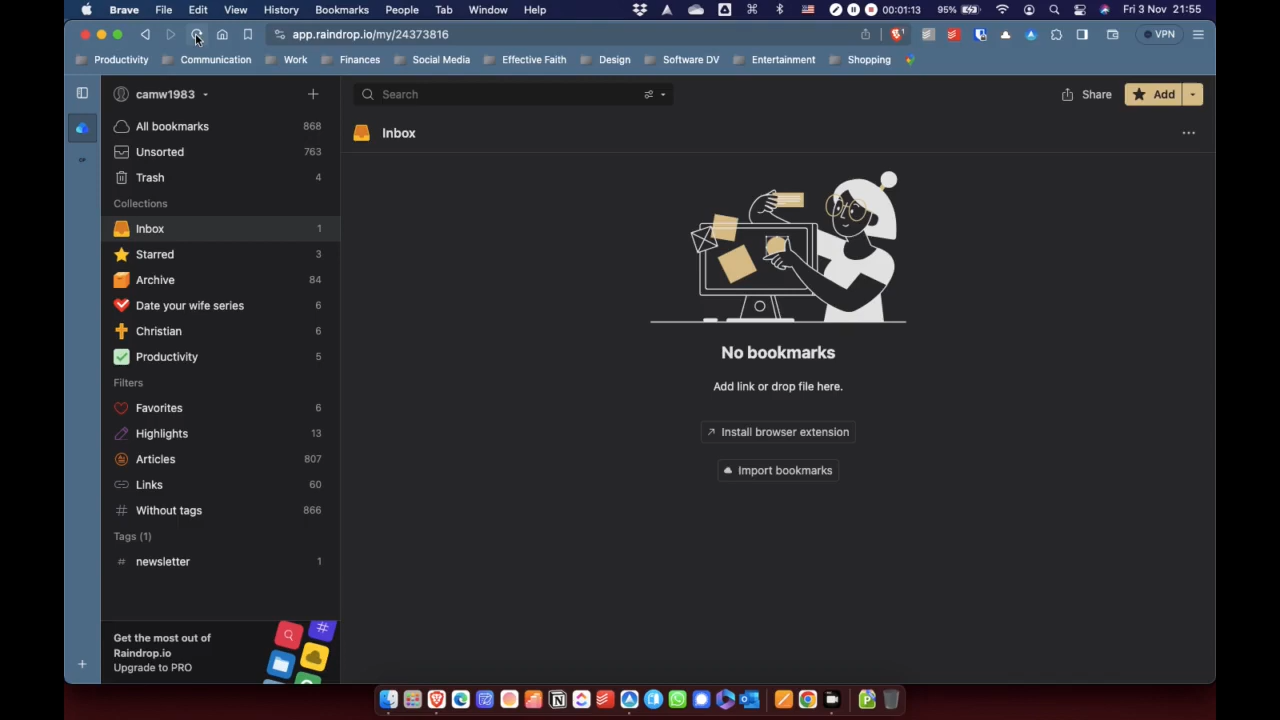 Brave File Edit View History Bookmarks People Tab Window Help 00:01:13 95% Fri 3 Nov 21:55
app.raindrop.io/my/24373816 1 VPN
Productivity Communication Work Finances Social Media Effective Faith Design Software DV Entertainment Shopping
camw1983
Search
Share
Add
All bookmarks 868
Inbox
Unsorted 763
Trash 4
Collections
Inbox 1
Starred 3
Archive 84
Date your wife series 6
Christian 6
Productivity 5
Filters
Favorites 6
Highlights 13
Articles 807
Links 60
# Without tags 866
Tags (1)
# newsletter 1
Get the most out of
Raindrop.io
Upgrade to PRO
No bookmarks
Add link or drop file here.
Install browser extension
Import bookmarks